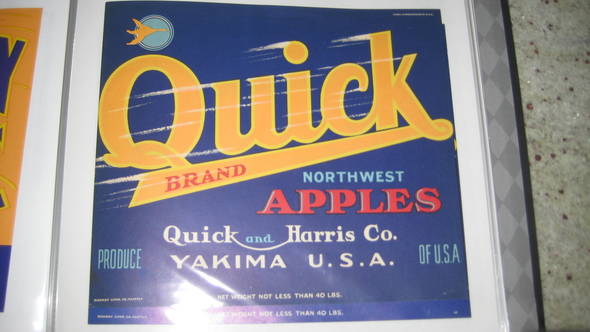 Quick
BRAND
NORTHWEST
APPLES
Quick and Harris Co.
PRODUCE YAKIMA U.S.A. OF U.S.A
NET WEIGHT NOT LESS THAN 40 LBS.
NET WEIGHT NOT LESS THAN 40 LBS.